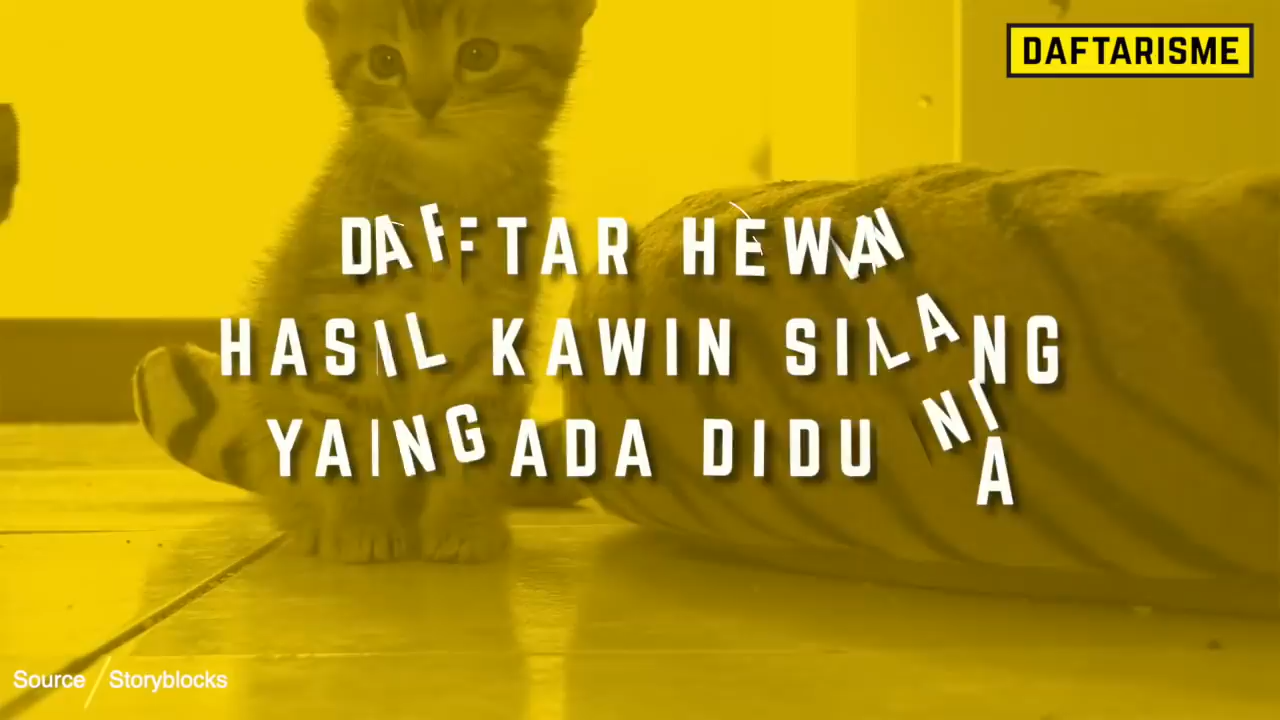 DAFTARISME
DAFTAR HEWAN
HASIL KAWIN SILANG
YANG ADA DIDUNIA
Source / Storyblocks